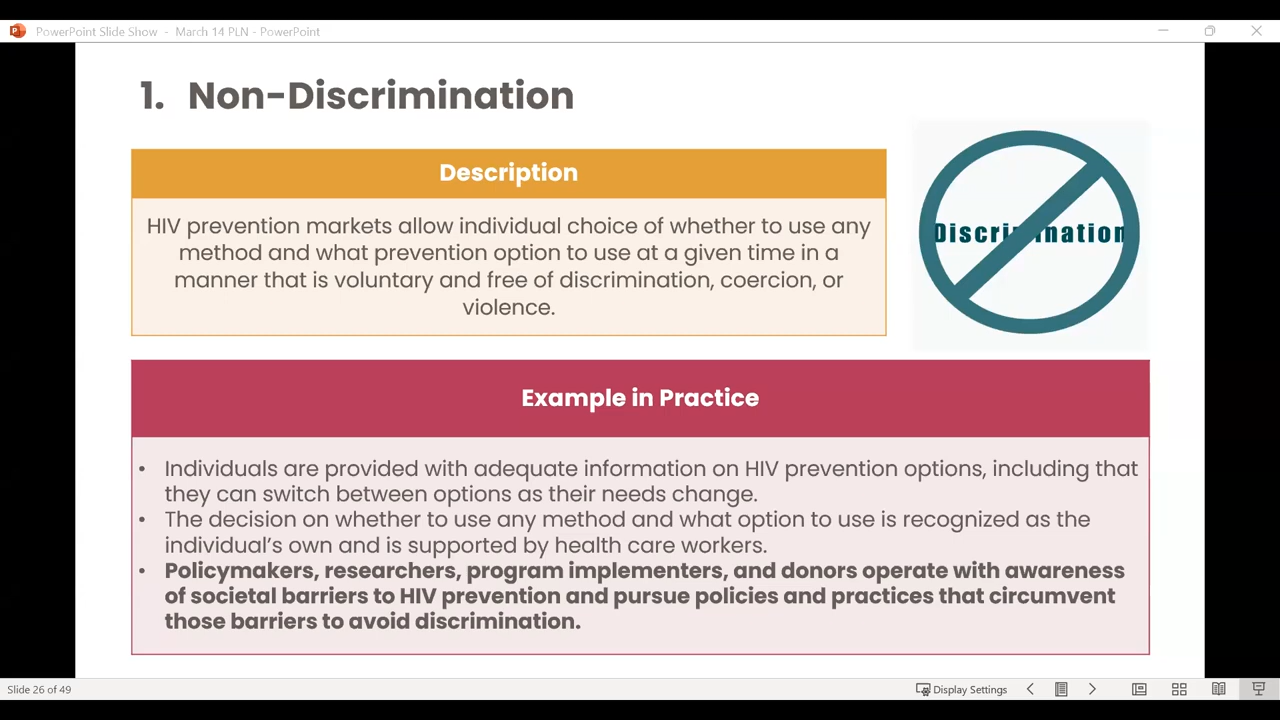 PowerPoint Slide Show - March 14 PLN - PowerPoint
1. Non-Discrimination
Description
HIV prevention markets allow individual choice of whether to use any
method and what prevention option to use at a given time in a
manner that is voluntary and free of discrimination, coercion, or
violence.
Example in Practice
• Individuals are provided with adequate information on HIV prevention options, including that
they can switch between options as their needs change.
• The decision on whether to use any method and what option to use is recognized as the
individual's own and is supported by health care workers.
• Policymakers, researchers, program implementers, and donors operate with awareness
of societal barriers to HIV prevention and pursue policies and practices that circumvent
those barriers to avoid discrimination.
Discrimination
Slide 26 of 49
Display Settings